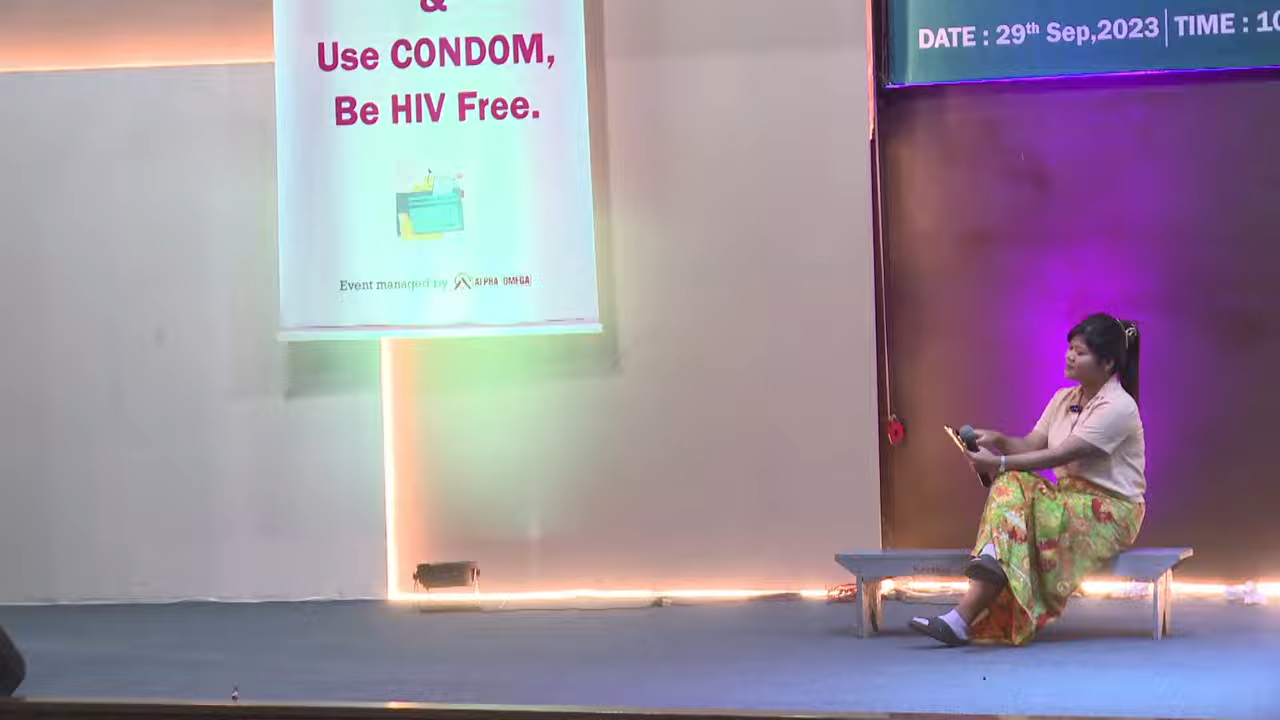 &
Use CONDOM,
Be HIV Free.
Event managed by ALPHA OMEGA
DATE : 29th Sep,2023 | TIME : 10